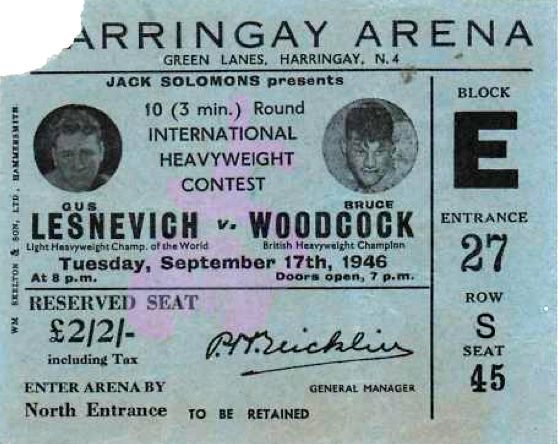 ARRINGAY ARENA
GREEN LANES, HARRINGAY, N.4
JACK SOLOMONS presents
10 (3 min.) Round
INTERNATIONAL
HEAVYWEIGHT
CONTEST
GUS
LESNEVICH v. BRUCE
WOODCOCK
Light Heavyweight Champ. of the World
British Heavyweight Champion
Tuesday, September 17th, 1946
At 8 p.m.
Doors open, 7 p.m.
RESERVED SEAT
£2/2/-
including Tax
GENERAL MANAGER
ENTER ARENA BY
North Entrance
TO BE RETAINED
BLOCK
E
ENTRANCE
27
ROW
S
SEAT
45
WM SKELTON & SON, LTD., HAMMERSMITH